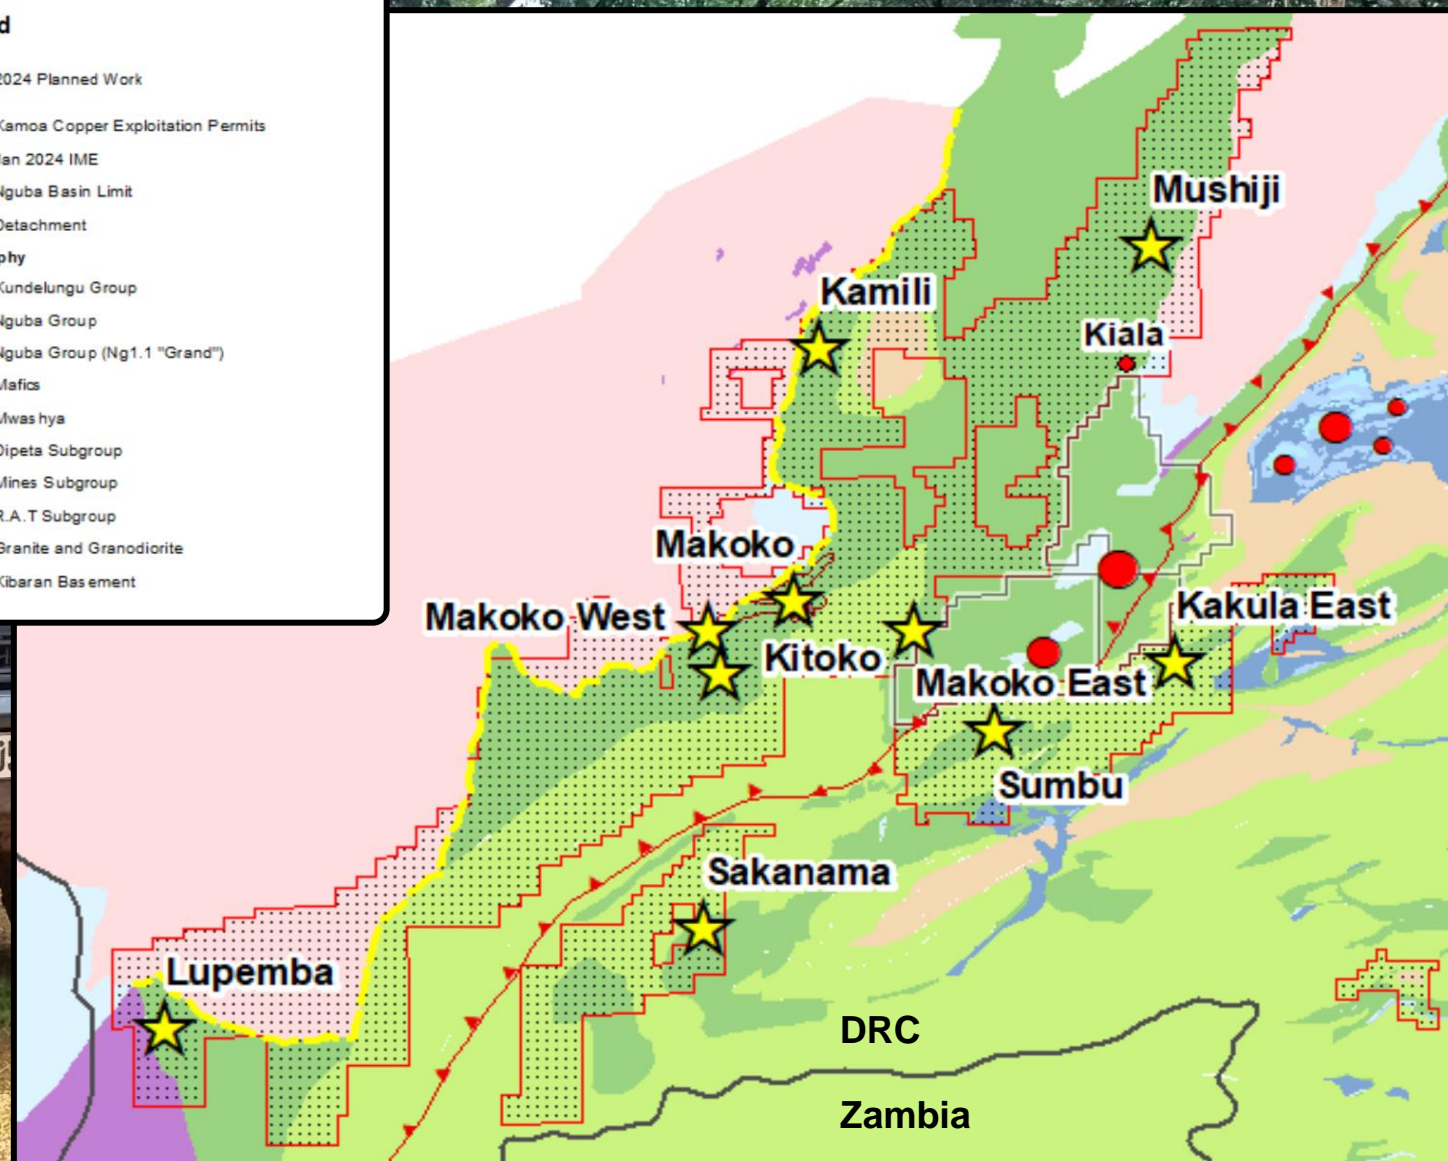 d
2024 Planned Work
Kamoa Copper Exploitation Permits
Jan 2024 IME
Nguba Basin Limit
Detachment
phy
Kundelungu Group
Nguba Group
Nguba Group (Ng1.1 "Grand")
Mafics
Mwashya
Dipeta Subgroup
Mines Subgroup
R.A.T Subgroup
Granite and Granodiorite
Kibaran Basement
Mushiji
Kamili
Kiala
Makoko
Makoko West
Kakula East
Kitoko
Makoko East
Sumbu
Sakanama
Lupemba
DRC
Zambia